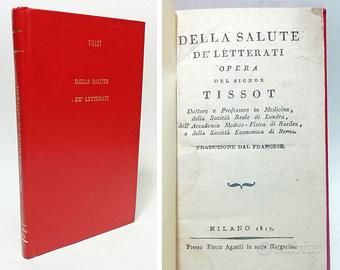 TISSOT
DELLA SALUTE
DE' LETTERATI
DELLA SALUTE
DE' LETTERATI
OPERA
DEL SIGNOR
TISSOT
Dottore e Professore in Medicina,
della Società Reale di Londra,
dell'Accademia Medico-Fisica di Basilea,
e della Società Economica di Berna.
TRADUZIONE DAL FRANCESE.
MILANO 1817.
Presso Pietro Agnelli in santa Margarita.